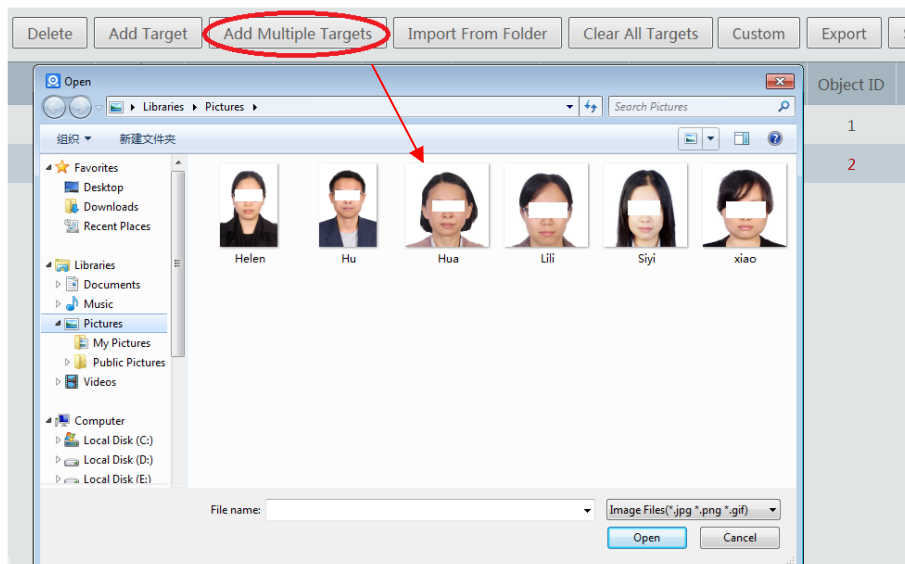 Delete Add Target Add Multiple Targets Import From Folder Clear All Targets Custom Export
Open
Object ID
Libraries Pictures Search Pictures
组织 新建文件夹
1
2
Favorites
Desktop
Downloads
Recent Places
Libraries
Documents
Music
Pictures
My Pictures
Public Pictures
Videos
Computer
Local Disk (C:)
Local Disk (D:)
Local Disk (E:)
Helen Hu Hua Lili Siyi xiao
File name: Image Files(*.jpg *.png *.gif)
Open Cancel